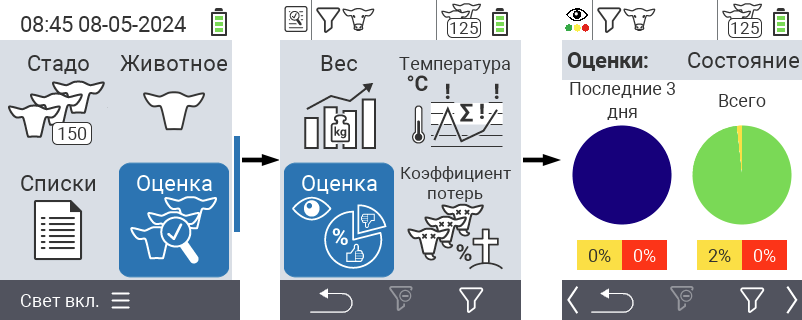 08:45 08-05-2024
Стадо
Животное
150
Списки
Оценка
Свет вкл.
125
Вес
Температура
°C
! !
Σ!
kg
Оценка
%
Коэффициент
потерь
%
125
Оценки: Состояние
Последние 3
дня
Всего
0% 0%
2% 0%